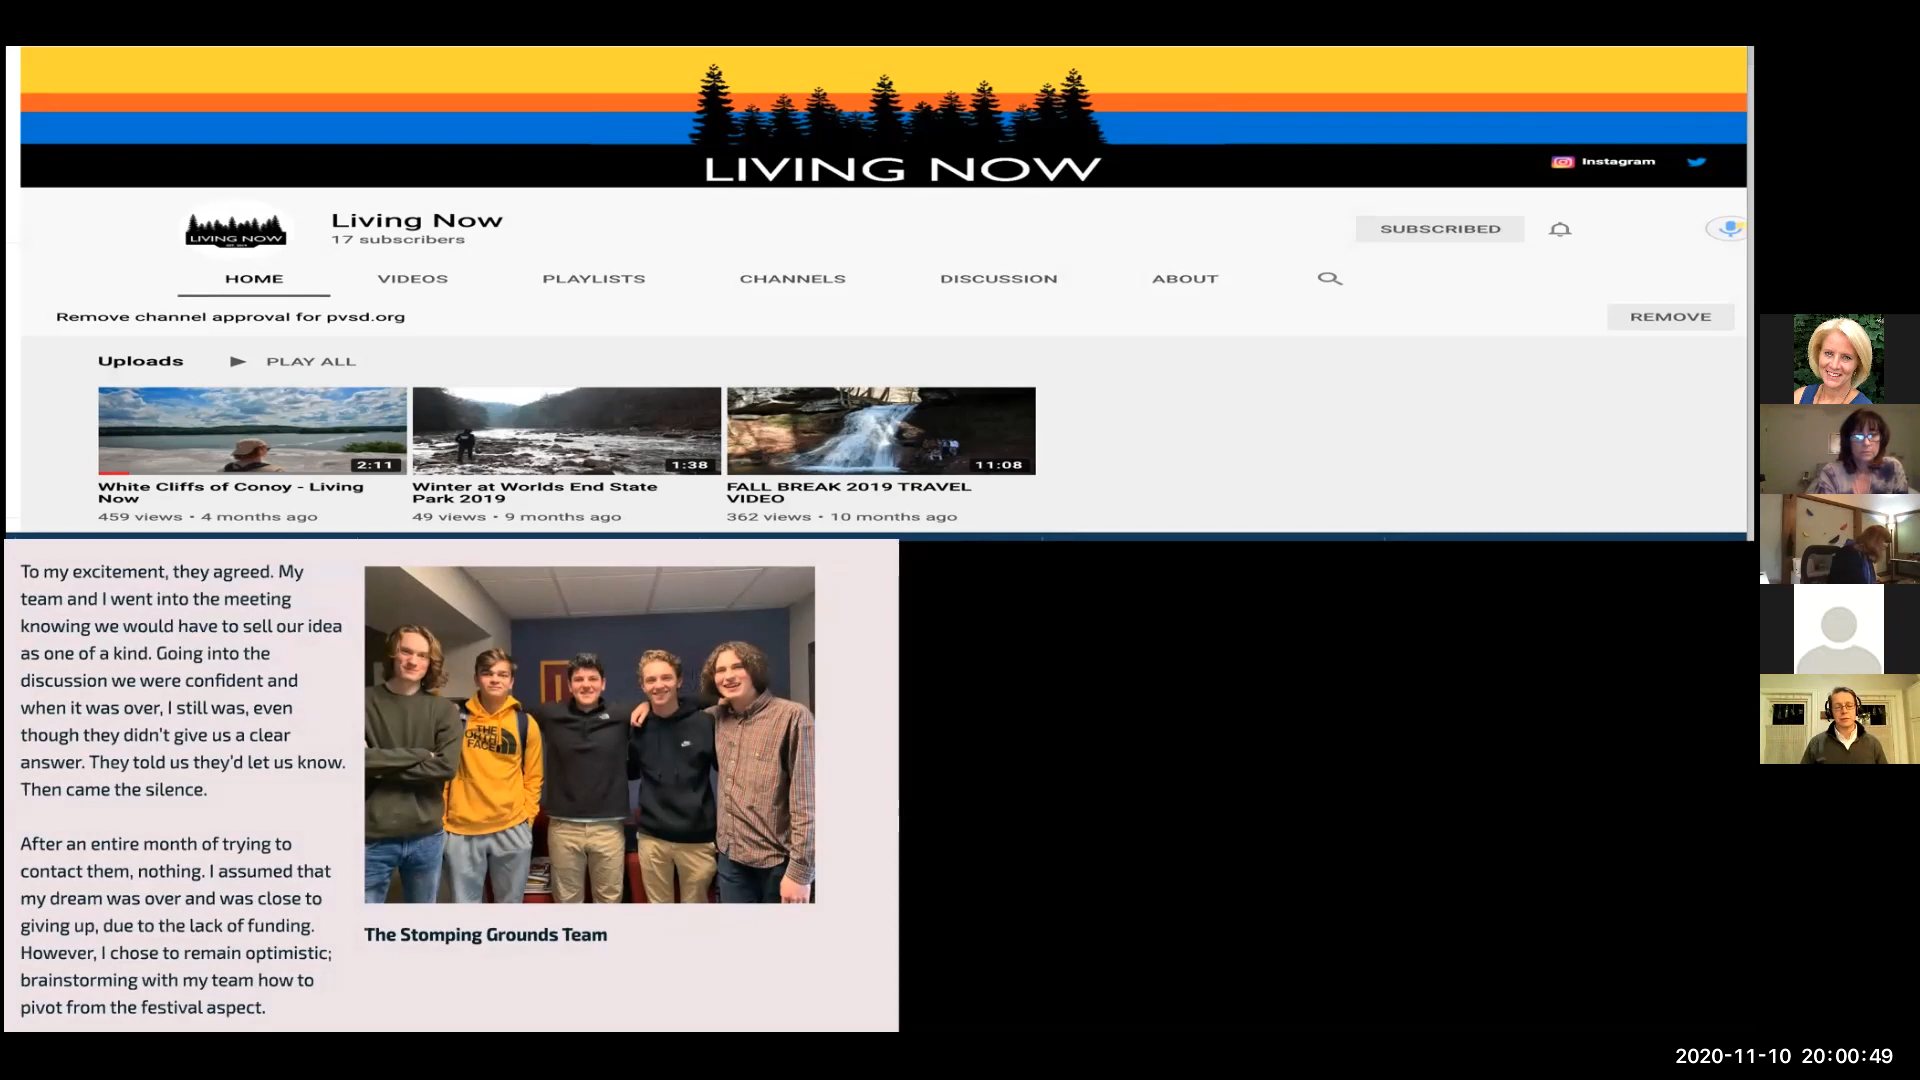 LIVING NOW
Instagram
LIVING NOW
Living Now
17 subscribers
SUBSCRIBED
HOME
VIDEOS
PLAYLISTS
CHANNELS
DISCUSSION
ABOUT
Remove channel approval for pvsd.org
REMOVE
Uploads
PLAY ALL
2:11
1:38
11:08
White Cliffs of Conoy - Living
Now
459 views • 4 months ago
Winter at Worlds End State
Park 2019
49 views • 9 months ago
FALL BREAK 2019 TRAVEL
VIDEO
362 views • 10 months ago
To my excitement, they agreed. My
team and I went into the meeting
knowing we would have to sell our idea
as one of a kind. Going into the
discussion we were confident and
when it was over, I still was, even
though they didn't give us a clear
answer. They told us they'd let us know.
Then came the silence.
After an entire month of trying to
contact them, nothing. I assumed that
my dream was over and was close to
giving up, due to the lack of funding.
However, I chose to remain optimistic;
brainstorming with my team how to
pivot from the festival aspect.
THE
NORTH
FACE
The Stomping Grounds Team
2020-11-10 20:00:49